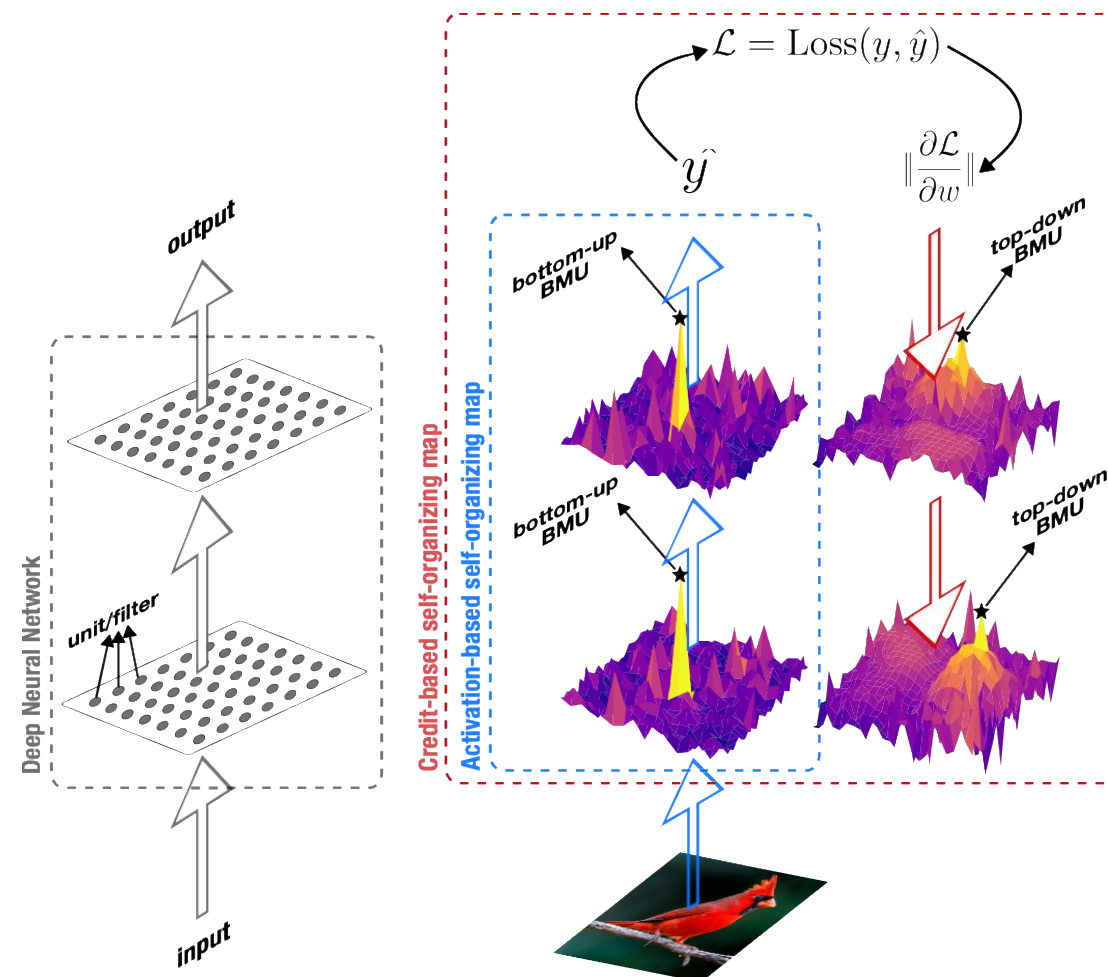 output
Deep Neural Network
unit/filter
input
Credit-based self-organizing map
Activation-based self-organizing map
ℒ = Loss(y, ŷ)
ŷ
‖∂ℒ/∂w‖
bottom-up
BMU
top-down
BMU
bottom-up
BMU
top-down
BMU